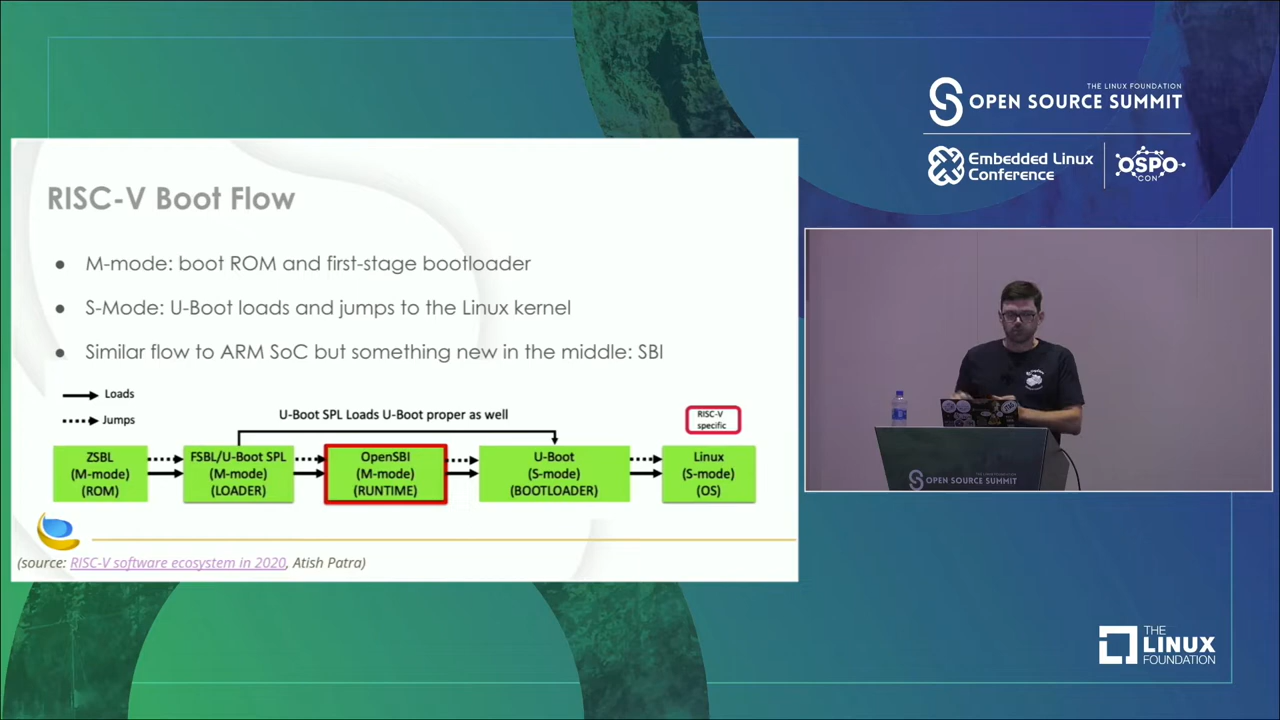 THE LINUX FOUNDATION
OPEN SOURCE SUMMIT
Embedded Linux
Conference
OSPO
CON
RISC-V Boot Flow
● M-mode: boot ROM and first-stage bootloader
● S-Mode: U-Boot loads and jumps to the Linux kernel
● Similar flow to ARM SoC but something new in the middle: SBI
Loads
Jumps
U-Boot SPL Loads U-Boot proper as well
RISC-V
specific
ZSBL
(M-mode)
(ROM)
FSBL/U-Boot SPL
(M-mode)
(LOADER)
OpenSBI
(M-mode)
(RUNTIME)
U-Boot
(S-mode)
(BOOTLOADER)
Linux
(S-mode)
(OS)
(source: RISC-V software ecosystem in 2020, Atish Patra)
OPEN SOURCE SUMMIT
THE
LINUX
FOUNDATION